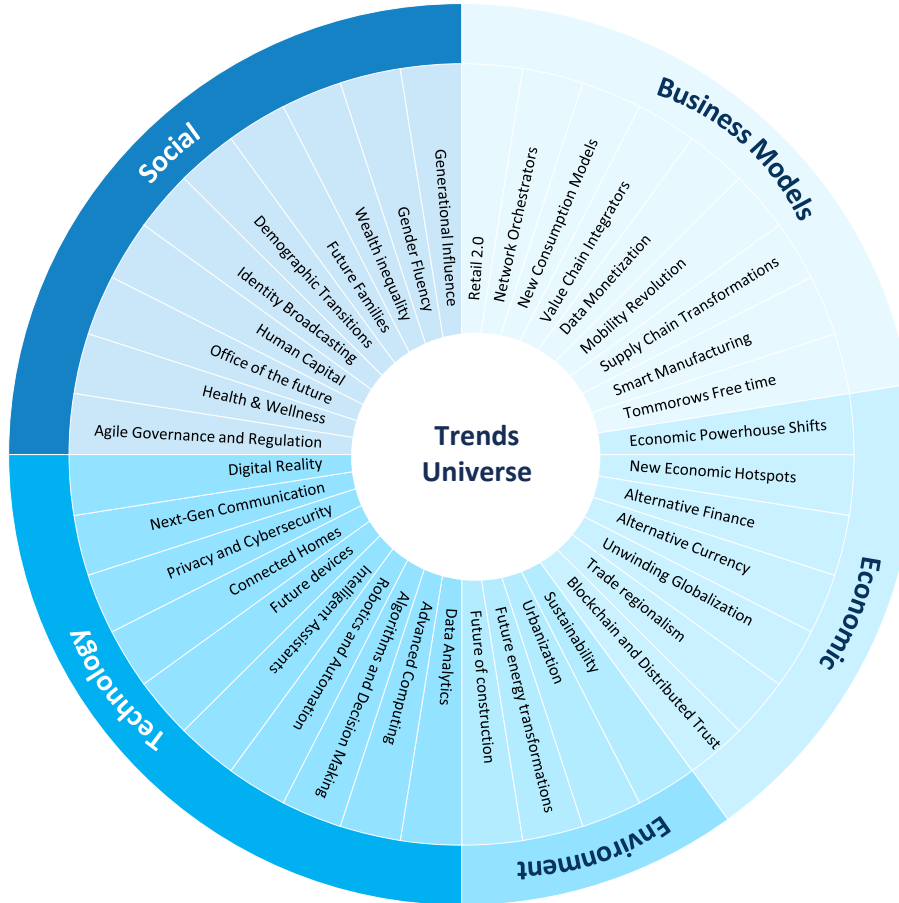 Trends
Universe
Business Models
Retail 2.0
Network Orchestrators
New Consumption Models
Value Chain Integrators
Data Monetization
Mobility Revolution
Supply Chain Transformations
Smart Manufacturing
Tommorows Free time
Economic
Economic Powerhouse Shifts
New Economic Hotspots
Alternative Finance
Alternative Currency
Unwinding Globalization
Trade regionalism
Blockchain and Distributed Trust
Environment
Sustainability
Urbanization
Future energy transformations
Future of construction
Technology
Data Analytics
Advanced Computing
Algorithms and Decision Making
Robotics and Automation
Intelligent Assistants
Future devices
Connected Homes
Privacy and Cybersecurity
Next-Gen Communication
Digital Reality
Social
Agile Governance and Regulation
Health & Wellness
Office of the future
Human Capital
Identity Broadcasting
Demographic Transitions
Future Families
Wealth inequality
Gender Fluency
Generational Influence